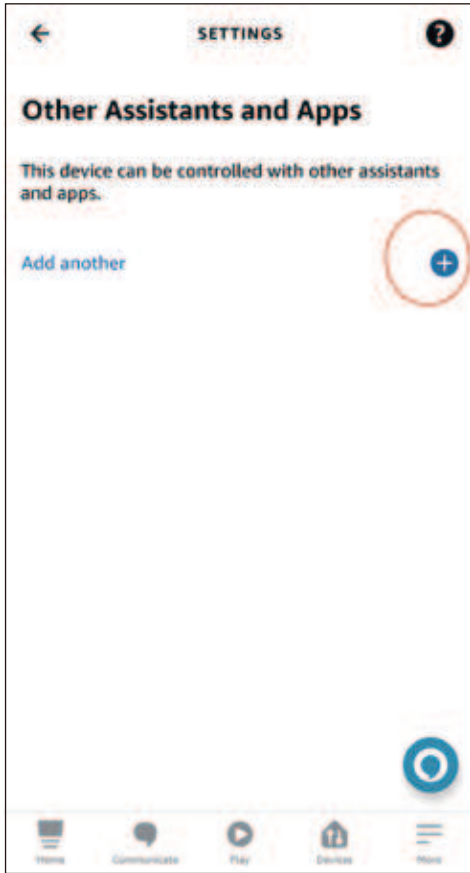 SETTINGS
Other Assistants and Apps
This device can be controlled with other assistants
and apps.
Add another
Home Communicate Play Devices More